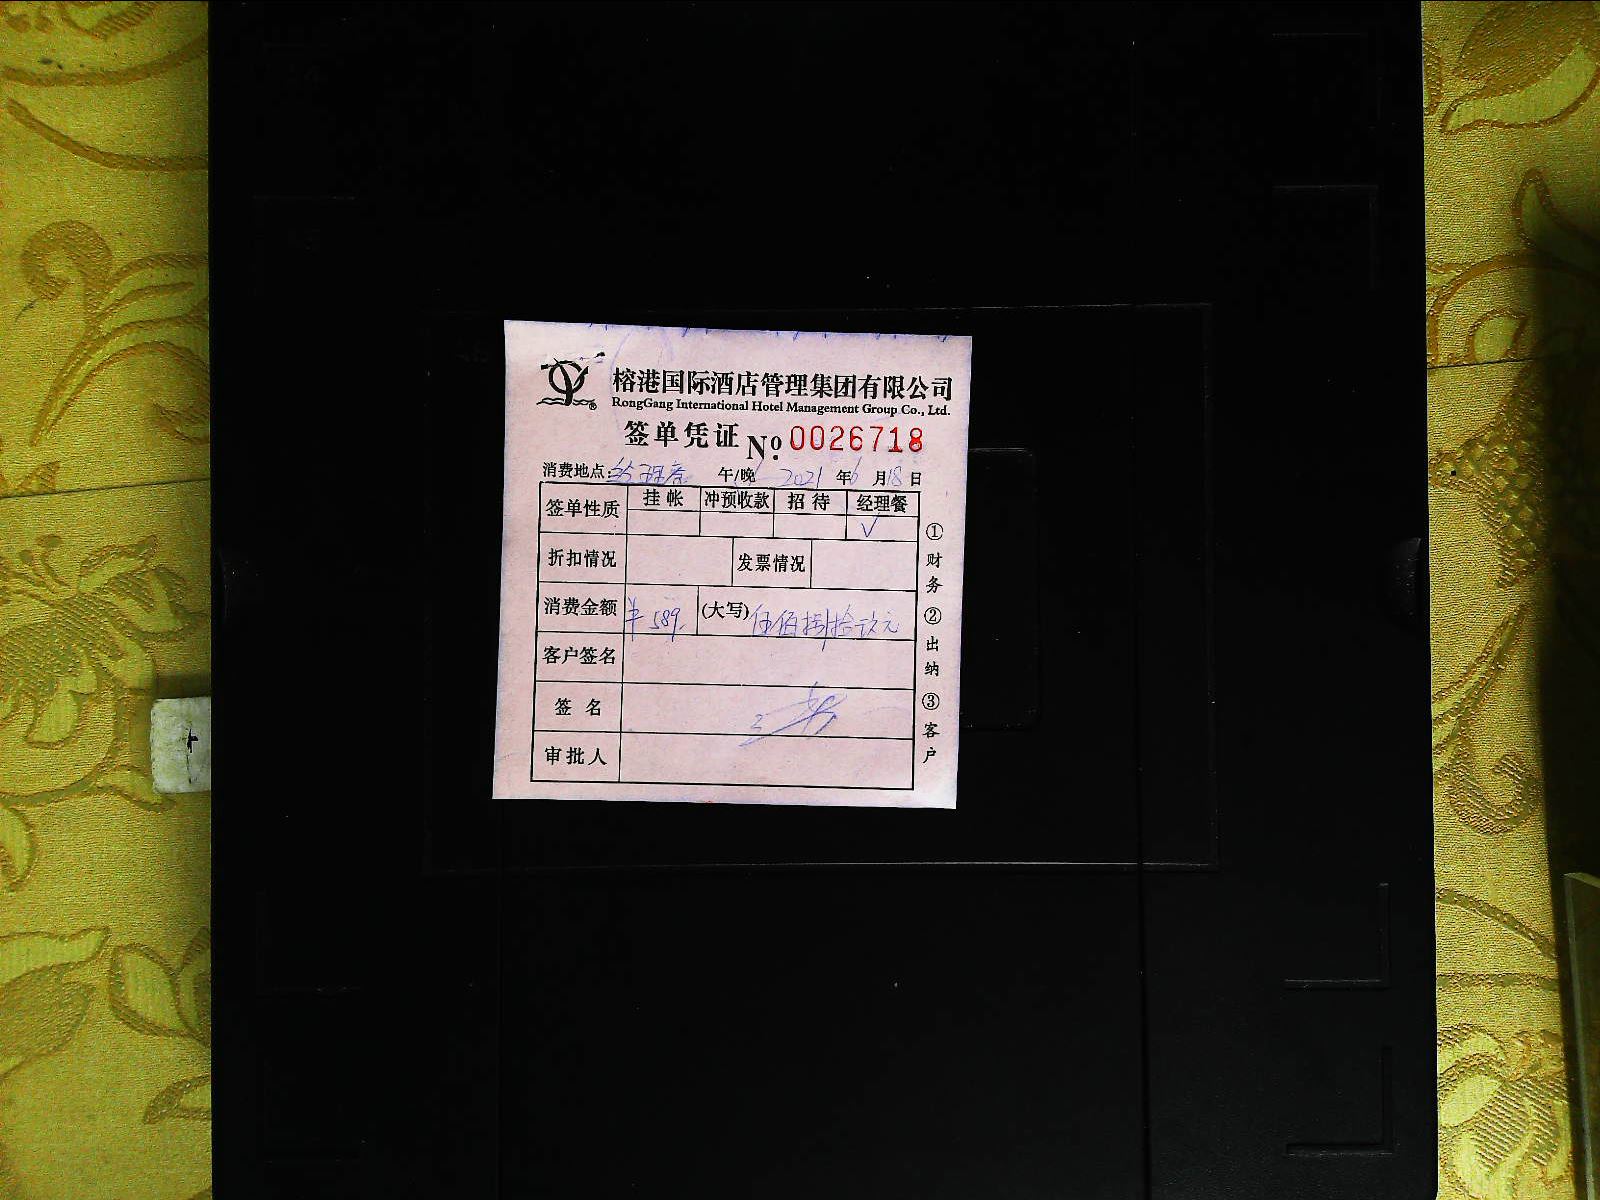 榕港国际酒店管理集团有限公司
RongGang International Hotel Management Group Co., Ltd.
签单凭证 No. 0026718
消费地点: 午/晚 2021 年 6 月 18 日
签单性质 挂帐 冲预收款 招待 经理餐
✓
折扣情况 发票情况
消费金额 ¥589. (大写) 伍佰捌拾玖元
客户签名
签名
审批人
①财务 ②出纳 ③客户